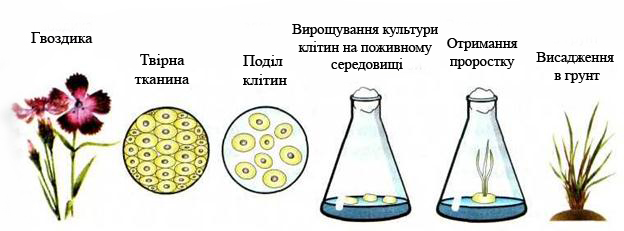 Гвоздика
Твірна
тканина
Поділ
клітин
Вирощування культури
клітин на поживному
середовищі
Отримання
проростку
Висадження
в грунт